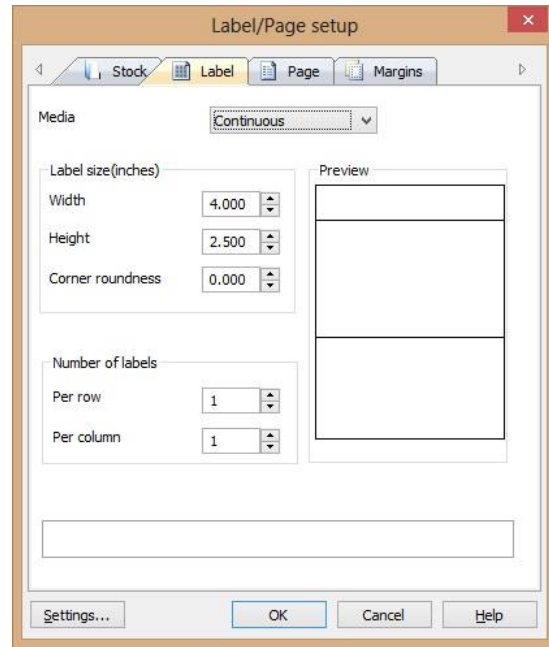 Label/Page setup
Stock Label Page Margins
Media Continuous
Label size(inches) Preview
Width 4.000
Height 2.500
Corner roundness 0.000
Number of labels
Per row 1
Per column 1
Settings... OK Cancel Help